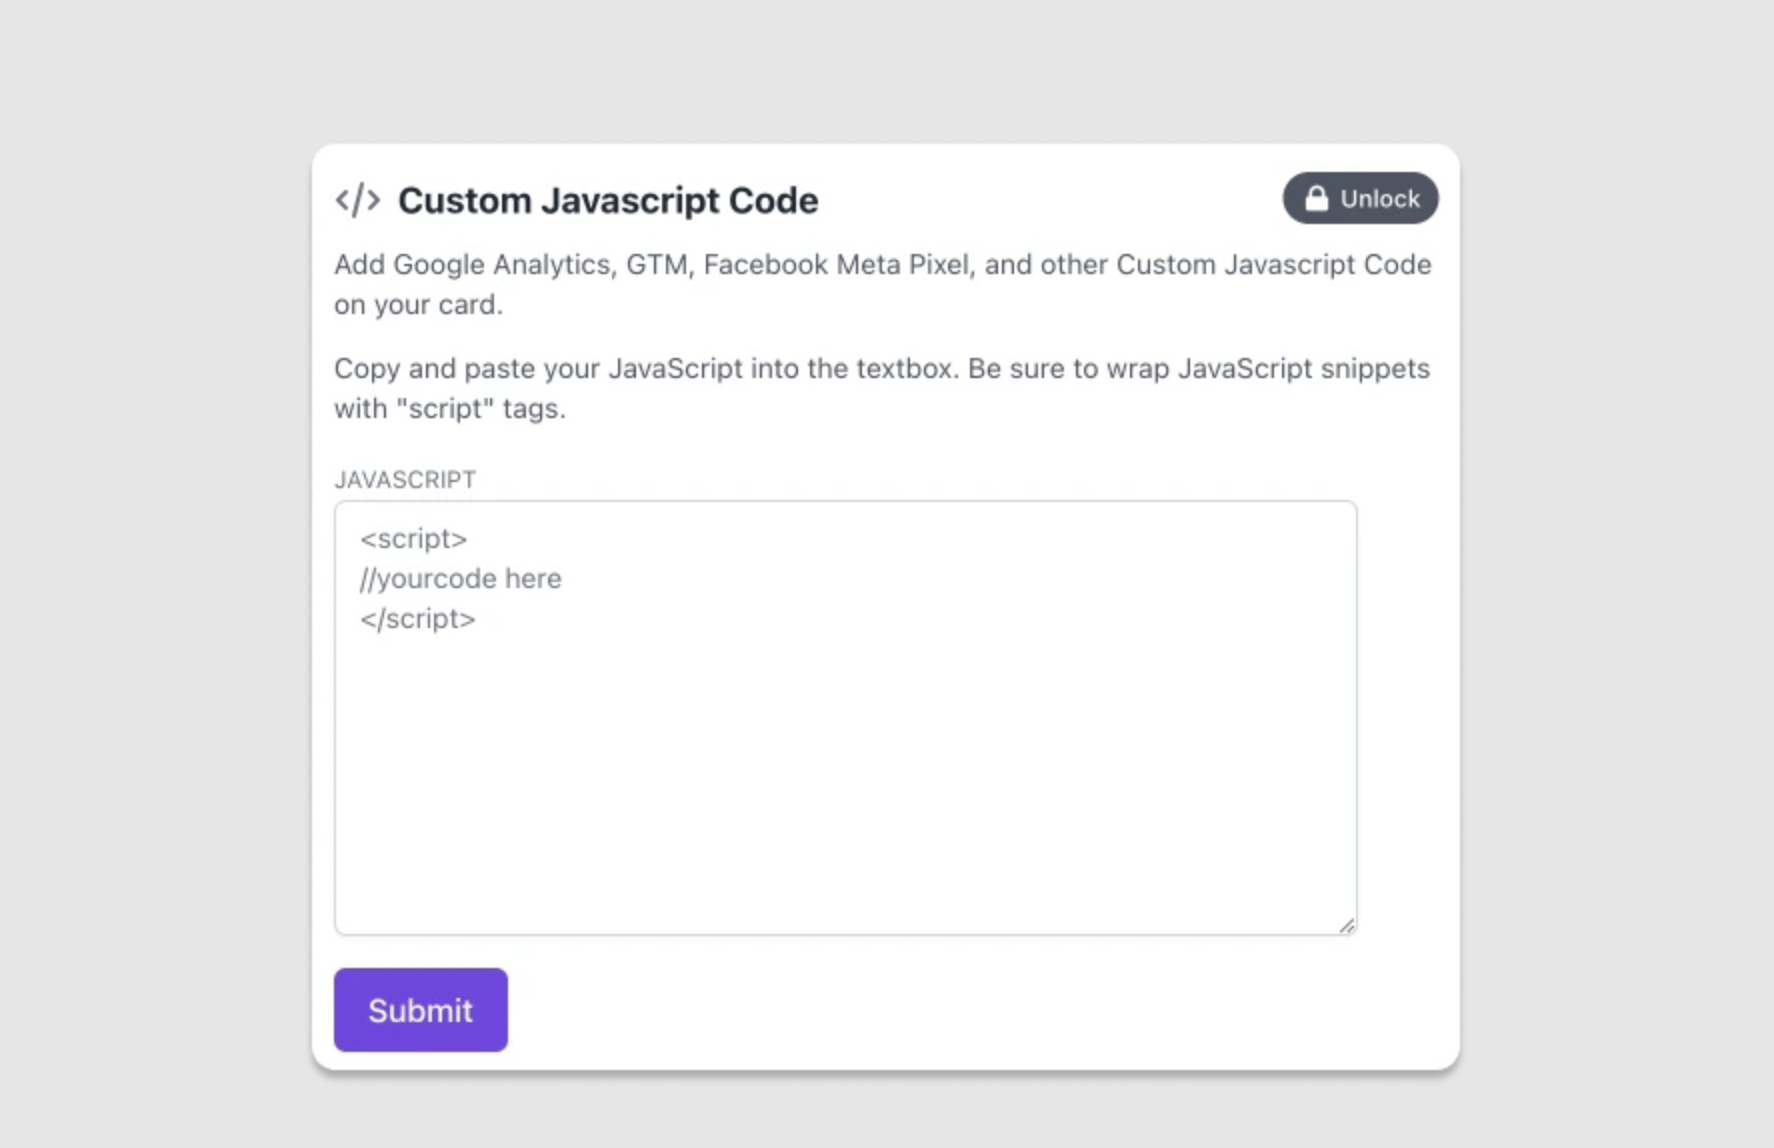 </> Custom Javascript Code
Unlock
Add Google Analytics, GTM, Facebook Meta Pixel, and other Custom Javascript Code
on your card.
Copy and paste your JavaScript into the textbox. Be sure to wrap JavaScript snippets
with "script" tags.
JAVASCRIPT
<script>
//yourcode here
</script>
Submit